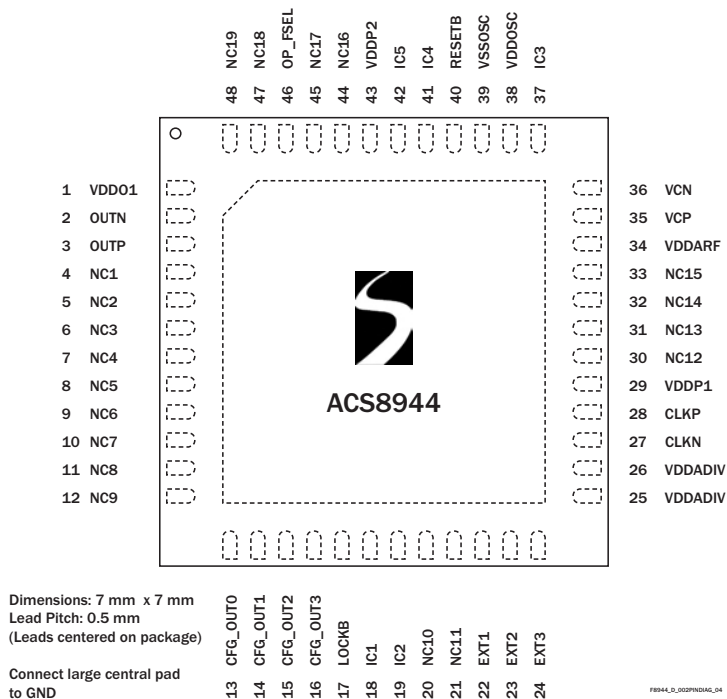 48 NC19
47 NC18
46 OP_FSEL
45 NC17
44 NC16
43 VDDP2
42 IC5
41 IC4
40 RESETB
39 VSSOSC
38 VDDOSC
37 IC3
1 VDDO1
2 OUTN
3 OUTP
4 NC1
5 NC2
6 NC3
7 NC4
8 NC5
9 NC6
10 NC7
11 NC8
12 NC9
ACS8944
36 VCN
35 VCP
34 VDDARF
33 NC15
32 NC14
31 NC13
30 NC12
29 VDDP1
28 CLKP
27 CLKN
26 VDDADIV
25 VDDADIV
Dimensions: 7 mm x 7 mm
Lead Pitch: 0.5 mm
(Leads centered on package)
Connect large central pad
to GND
13 CFG_OUT0
14 CFG_OUT1
15 CFG_OUT2
16 CFG_OUT3
17 LOCKB
18 IC1
19 IC2
20 NC10
21 NC11
22 EXT1
23 EXT2
24 EXT3
F8944_D_002PINDIAG_04